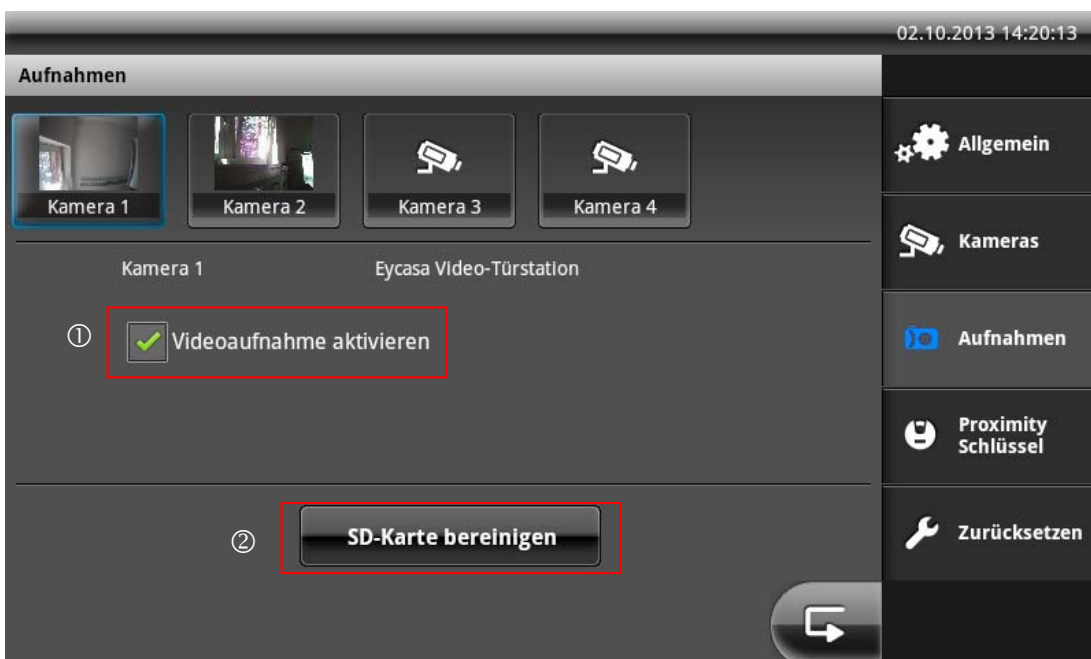 02.10.2013 14:20:13
Aufnahmen
Kamera 1
Kamera 2
Kamera 3
Kamera 4
Kamera 1
Eycasa Video-Türstation
①
Videoaufnahme aktivieren
②
SD-Karte bereinigen
Allgemein
Kameras
Aufnahmen
Proximity
Schlüssel
Zurücksetzen